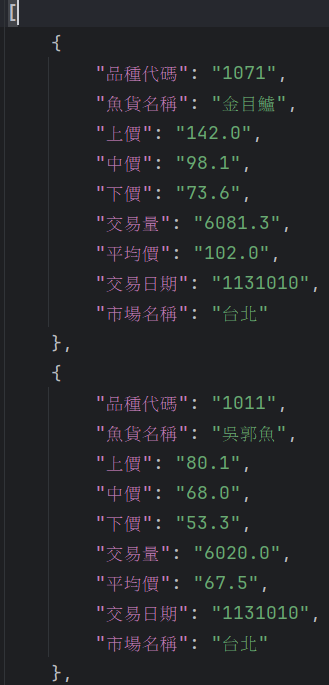 [
{
"品種代碼": "1071",
"魚貨名稱": "金目鱸",
"上價": "142.0",
"中價": "98.1",
"下價": "73.6",
"交易量": "6081.3",
"平均價": "102.0",
"交易日期": "1131010",
"市場名稱": "台北"
},
{
"品種代碼": "1011",
"魚貨名稱": "吳郭魚",
"上價": "80.1",
"中價": "68.0",
"下價": "53.3",
"交易量": "6020.0",
"平均價": "67.5",
"交易日期": "1131010",
"市場名稱": "台北"
},